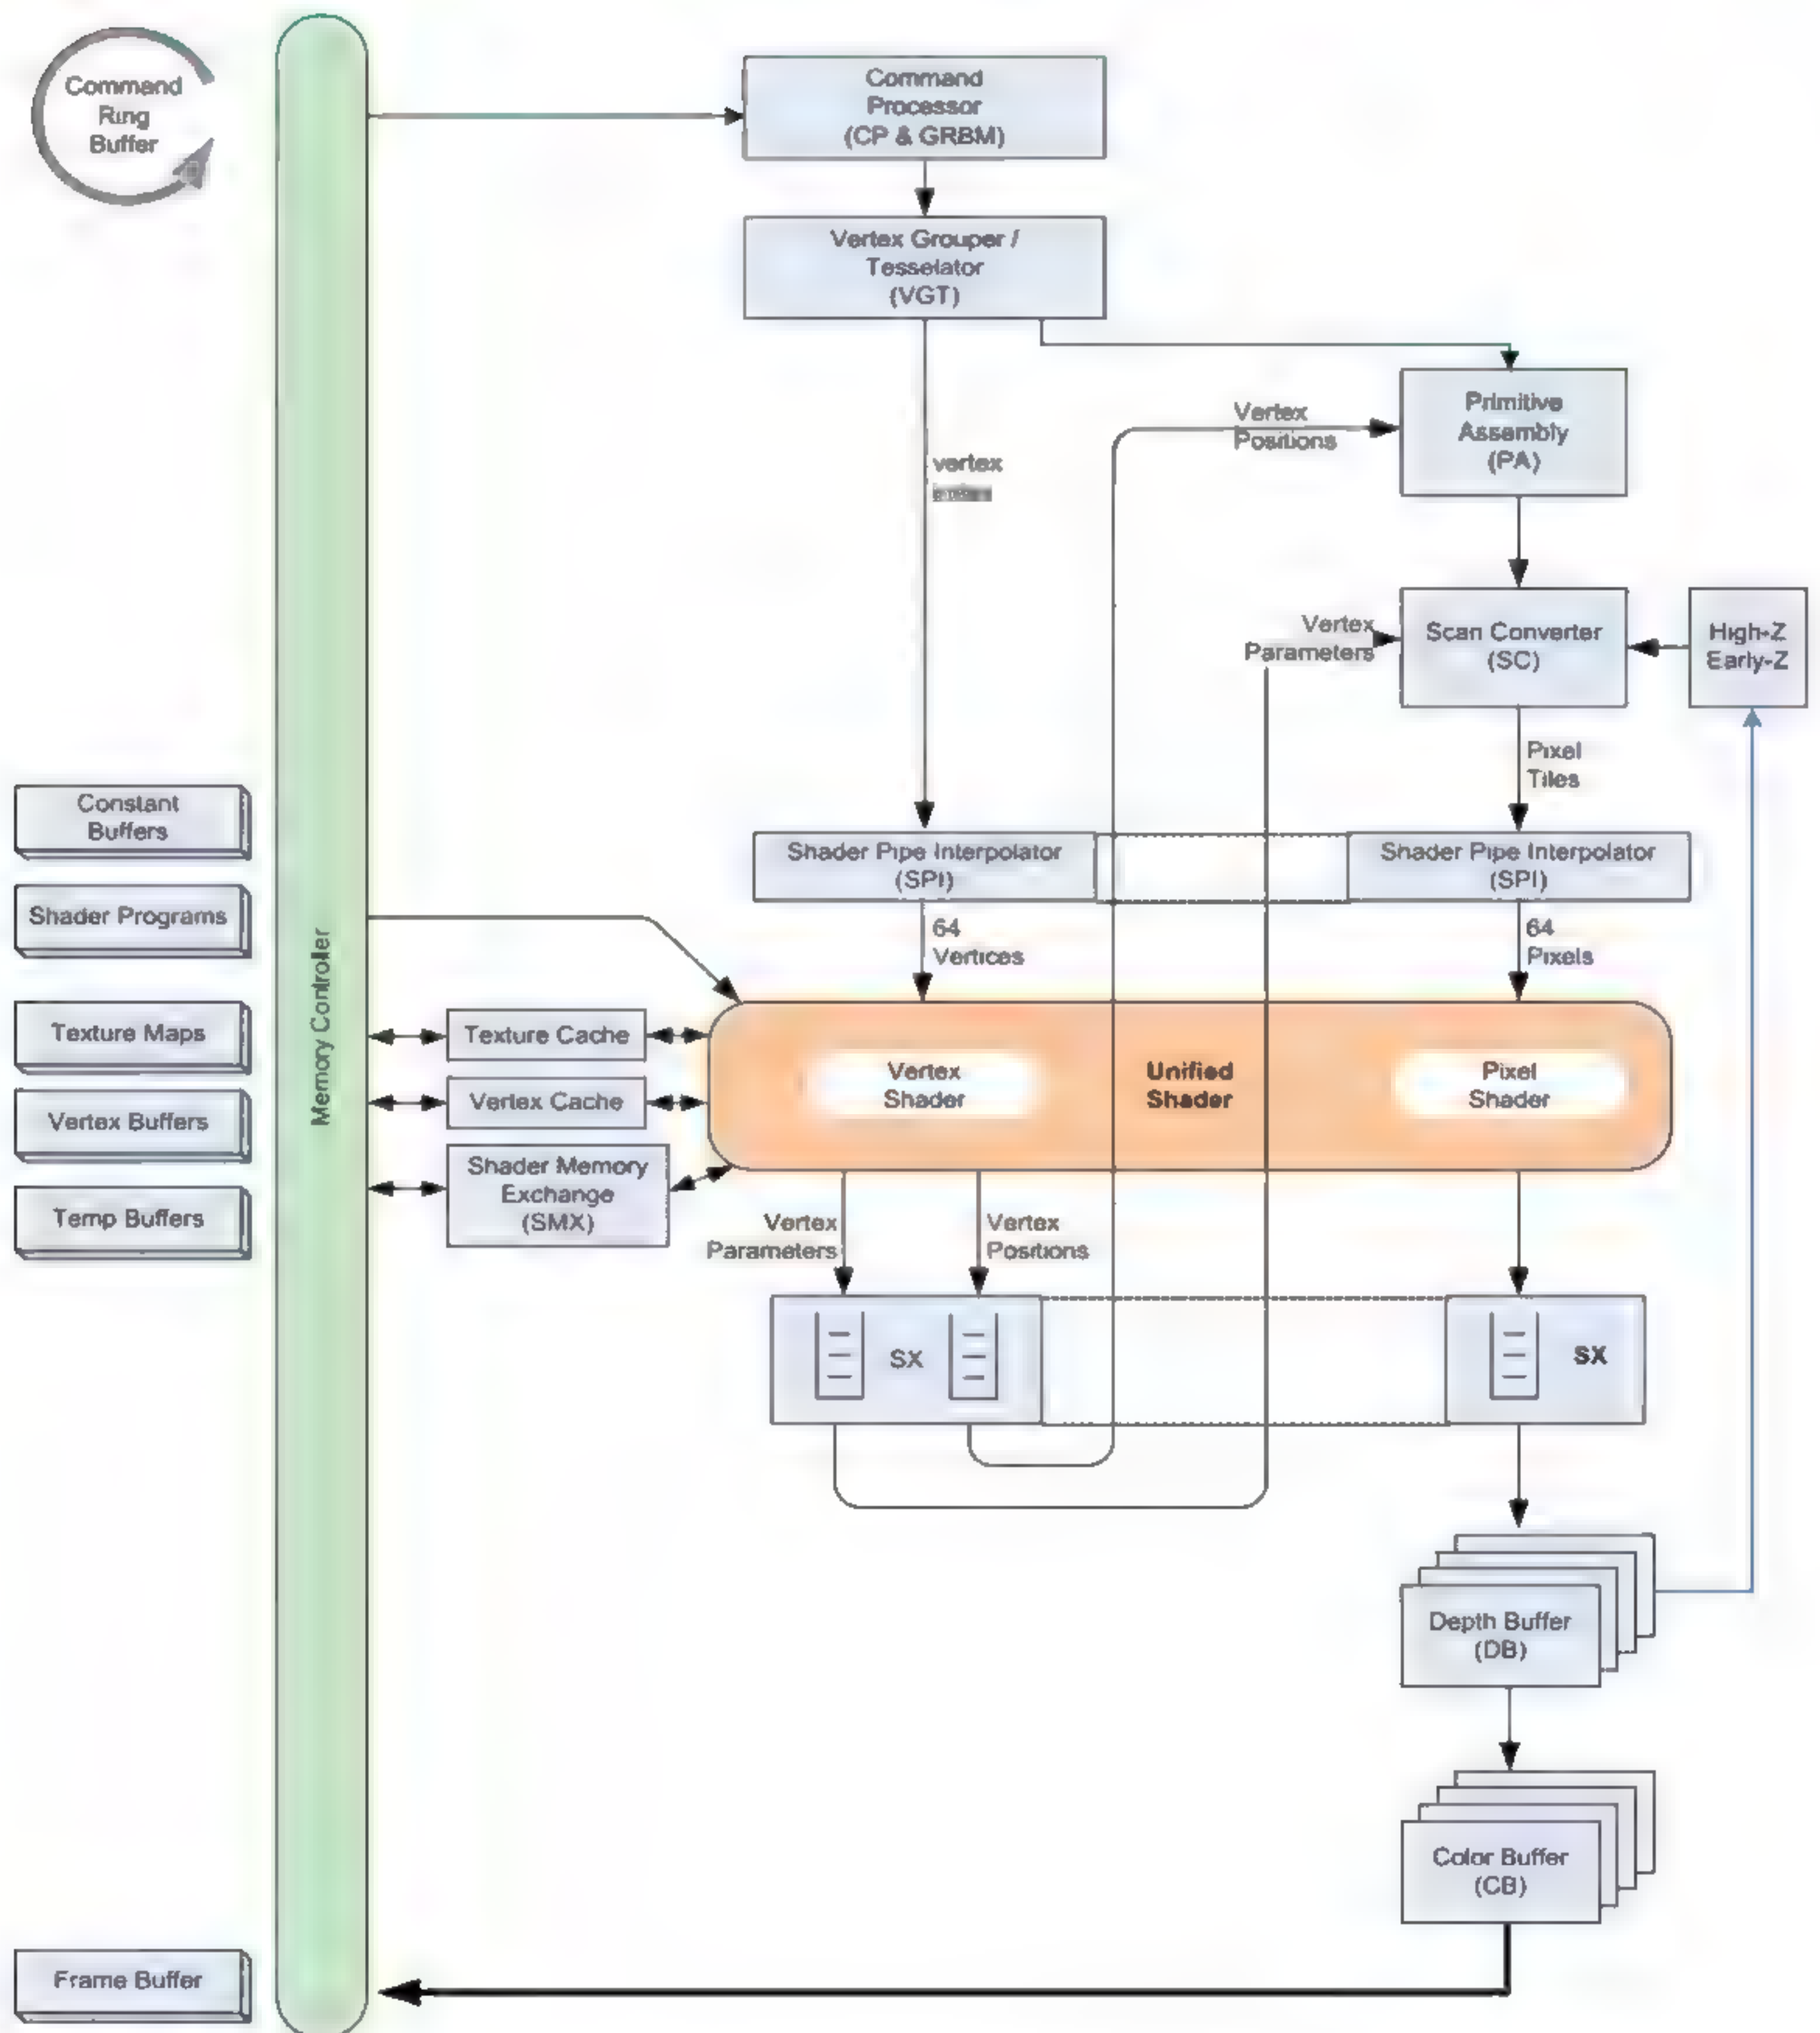 Command
Ring
Buffer
Command
Processor
(CP & GRBM)
Vertex Grouper /
Tesselator
(VGT)
Primitive
Assembly
(PA)
Vertex
Positions
vertex
Scan Converter
(SC)
High-Z
Early-Z
Vertex
Parameters
Pixel
Tiles
Constant
Buffers
Shader Pipe Interpolator
(SPI)
Shader Pipe Interpolator
(SPI)
Shader Programs
64
Vertices
64
Pixels
Memory Controller
Texture Maps
Texture Cache
Vertex Buffers
Vertex Cache
Vertex
Shader
Unified
Shader
Pixel
Shader
Temp Buffers
Shader Memory
Exchange
(SMX)
Vertex
Parameters
Vertex
Positions
SX
SX
Depth Buffer
(DB)
Color Buffer
(CB)
Frame Buffer